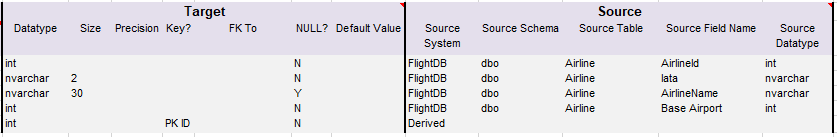 Target Source
Datatype Size Precision Key? FK To NULL? Default Value Source System Source Schema Source Table Source Field Name Source Datatype
int N FlightDB dbo Airline AirlineId int
nvarchar 2 N FlightDB dbo Airline Iata nvarchar
nvarchar 30 Y FlightDB dbo Airline AirlineName nvarchar
int N FlightDB dbo Airline Base Airport int
int PK ID N Derived